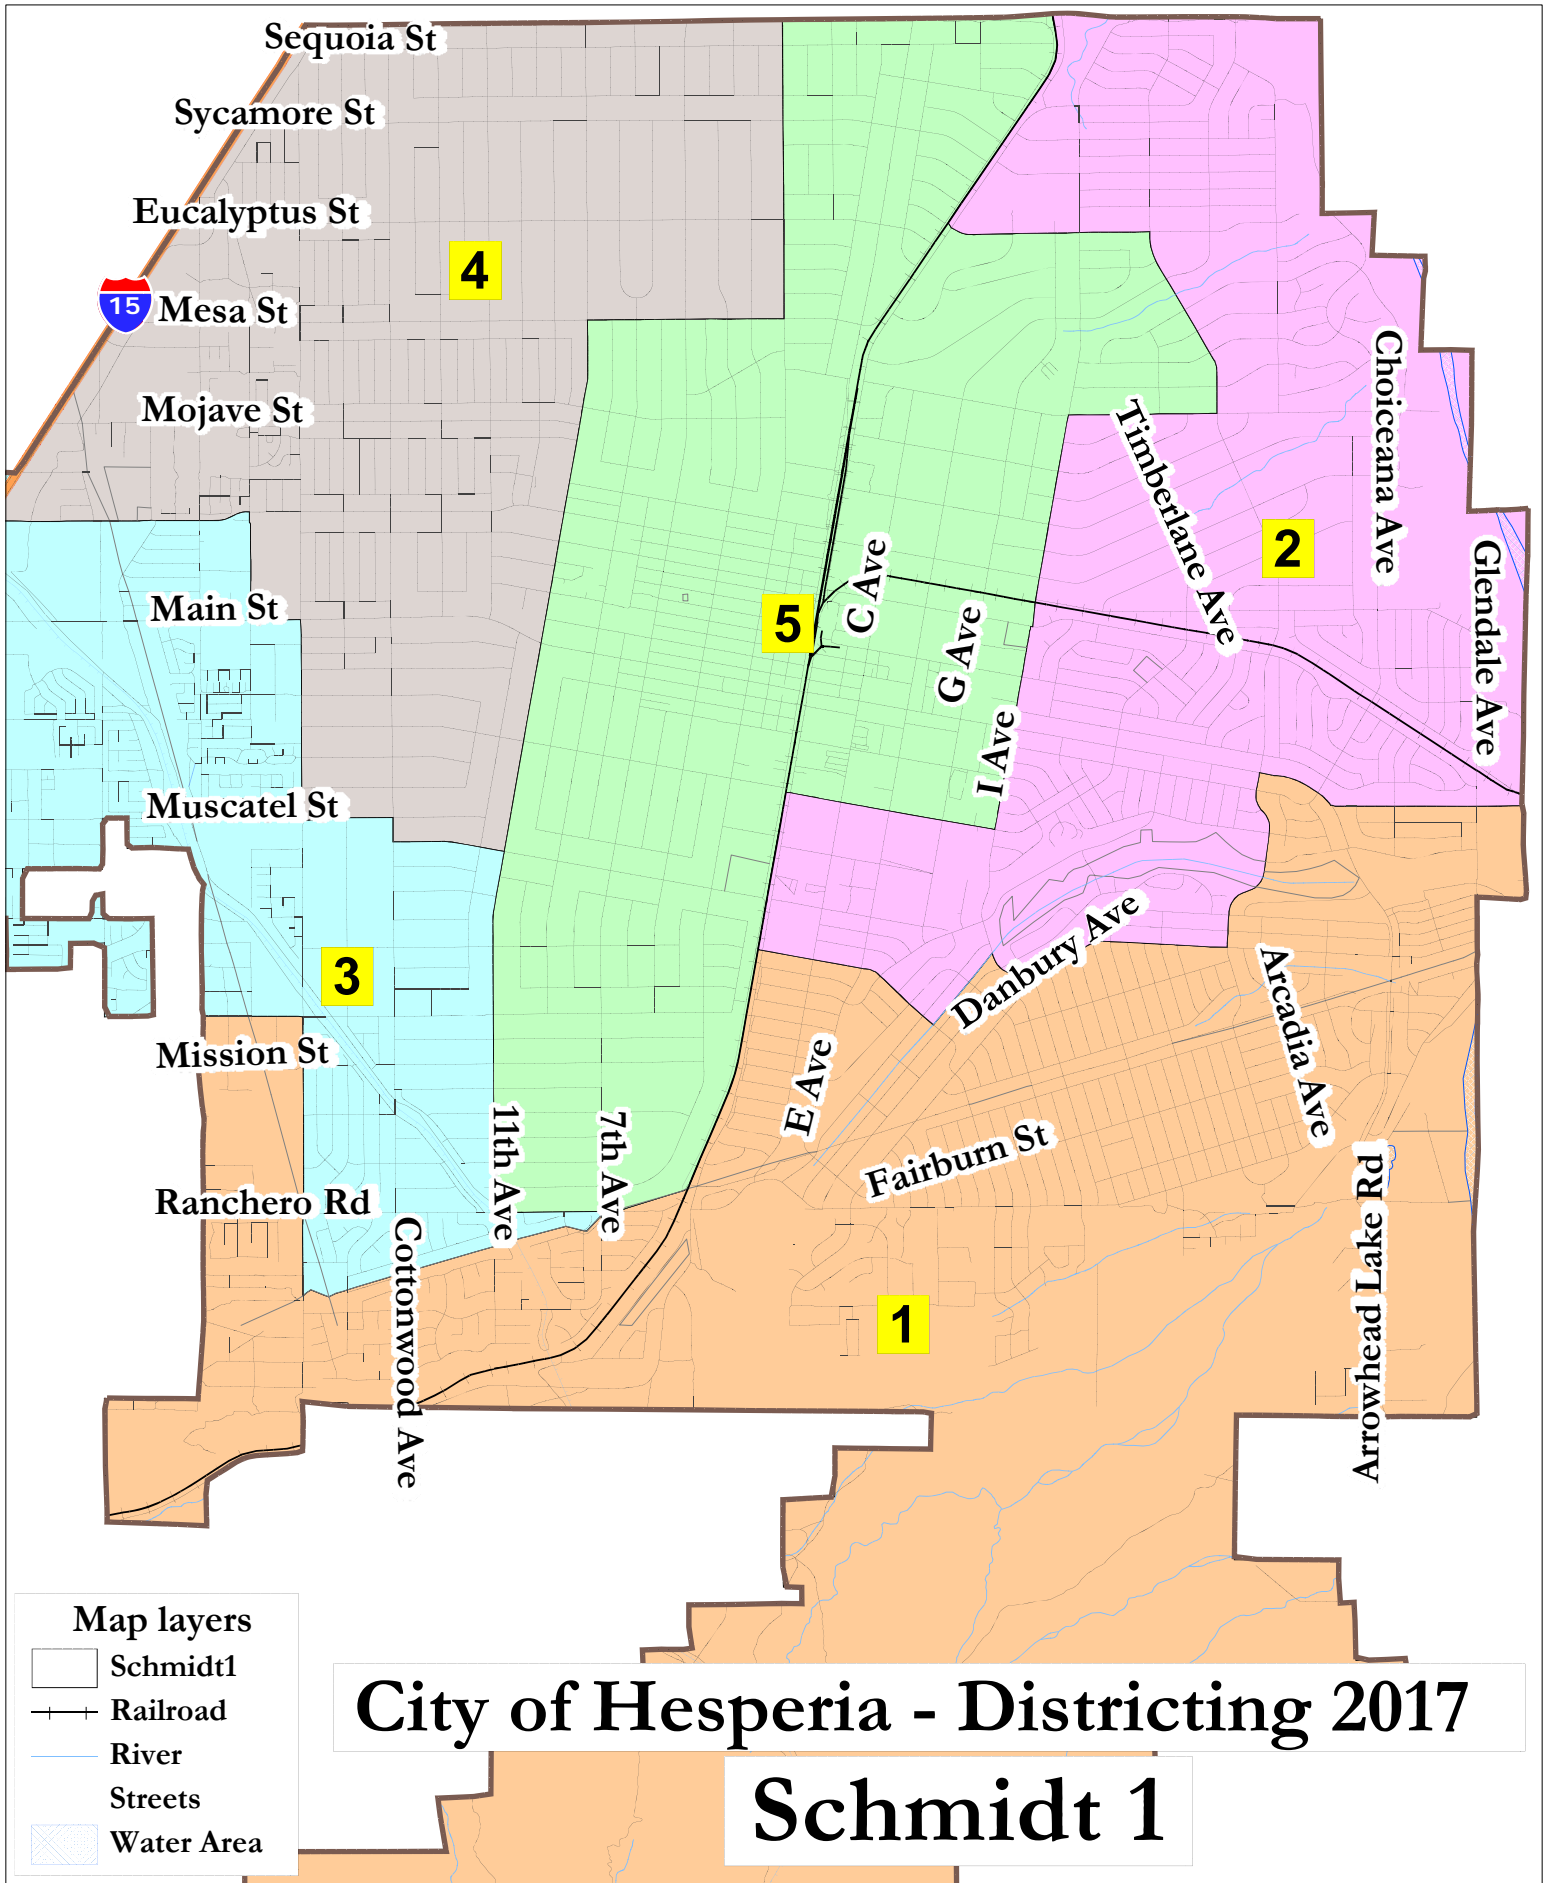 Sequoia St
Sycamore St
Eucalyptus St
4
15
Mesa St
Mojave St
Choiceana Ave
Timberlane Ave
2
Glendale Ave
C Ave
Main St
5
G Ave
I Ave
Muscatel St
3
Danbury Ave
Arcadia Ave
Mission St
E Ave
11th Ave
7th Ave
Fairburn St
Ranchero Rd
Cottonwood Ave
Arrowhead Lake Rd
1
Map layers
Schmidt1
Railroad
River
Streets
Water Area
City of Hesperia - Districting 2017
Schmidt 1